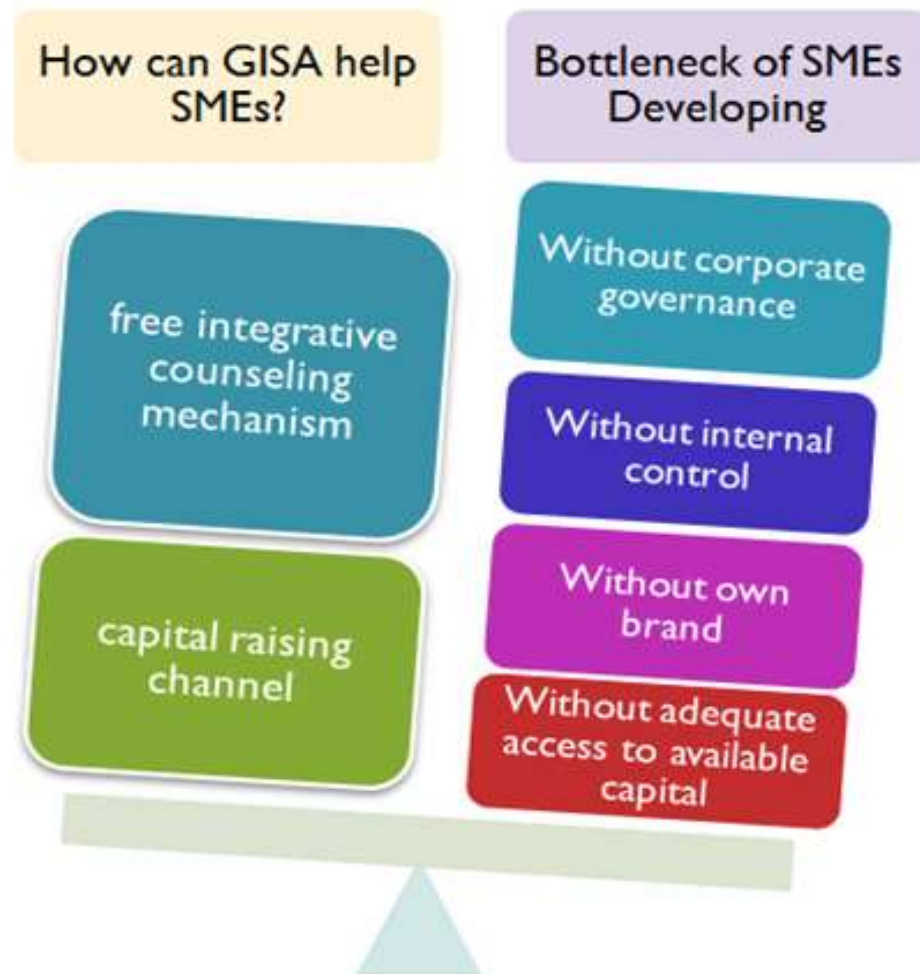 How can GISA help
SMEs?
free integrative
counseling
mechanism
capital raising
channel
Bottleneck of SMEs
Developing
Without corporate
governance
Without internal
control
Without own
brand
Without adequate
access to available
capital